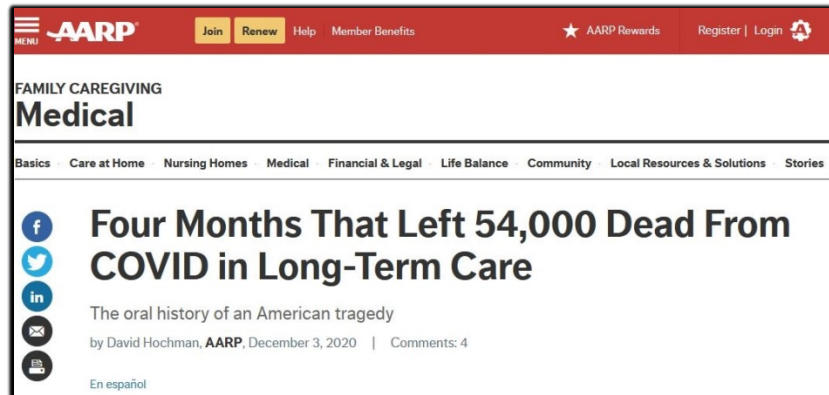 MENU AARP Join Renew Help Member Benefits AARP Rewards Register | Login
FAMILY CAREGIVING
Medical
Basics Care at Home Nursing Homes Medical Financial & Legal Life Balance Community Local Resources & Solutions Stories
Four Months That Left 54,000 Dead From
COVID in Long-Term Care
The oral history of an American tragedy
by David Hochman, AARP, December 3, 2020 | Comments: 4
En español